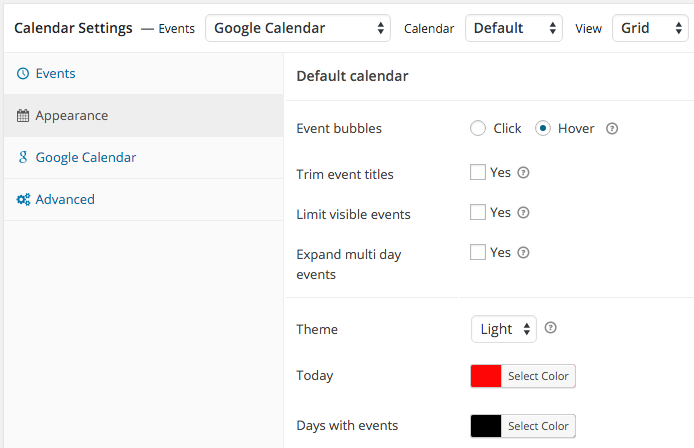 Calendar Settings — Events Google Calendar Calendar Default View Grid
Events
Appearance
Google Calendar
Advanced
Default calendar
Event bubbles Click Hover ?
Trim event titles Yes ?
Limit visible events Yes ?
Expand multi day
events Yes ?
Theme Light ?
Today Select Color
Days with events Select Color